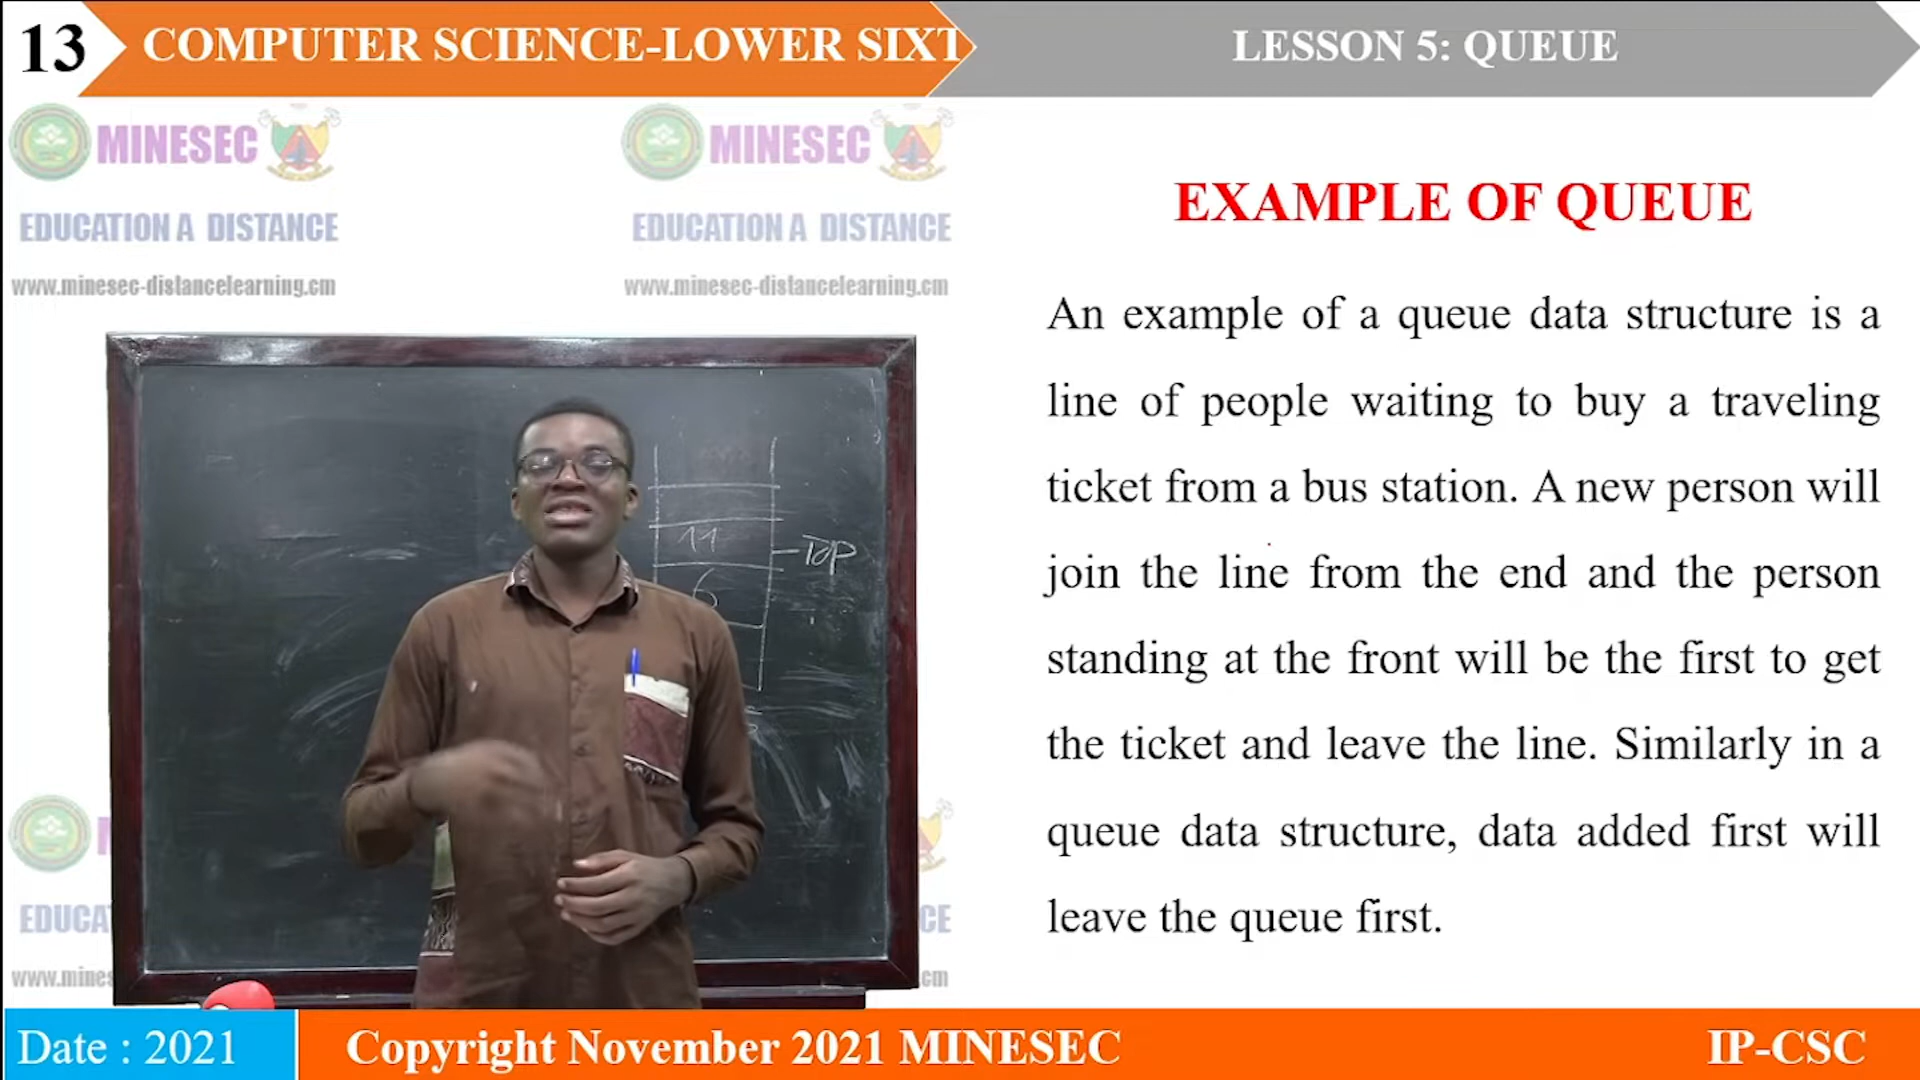 13
COMPUTER SCIENCE-LOWER SIXT
LESSON 5: QUEUE
MINESEC
MINESEC
EDUCATION A DISTANCE
EDUCATION A DISTANCE
www.minesec-distancelearning.cm
www.minesec-distancelearning.cm
EXAMPLE OF QUEUE
An example of a queue data structure is a
line of people waiting to buy a traveling
ticket from a bus station. A new person will
join the line from the end and the person
standing at the front will be the first to get
the ticket and leave the line. Similarly in a
queue data structure, data added first will
leave the queue first.
11
Top
6
M
EDUCA
CE
www.mines
.cm
Date : 2021
Copyright November 2021 MINESEC
IP-CSC